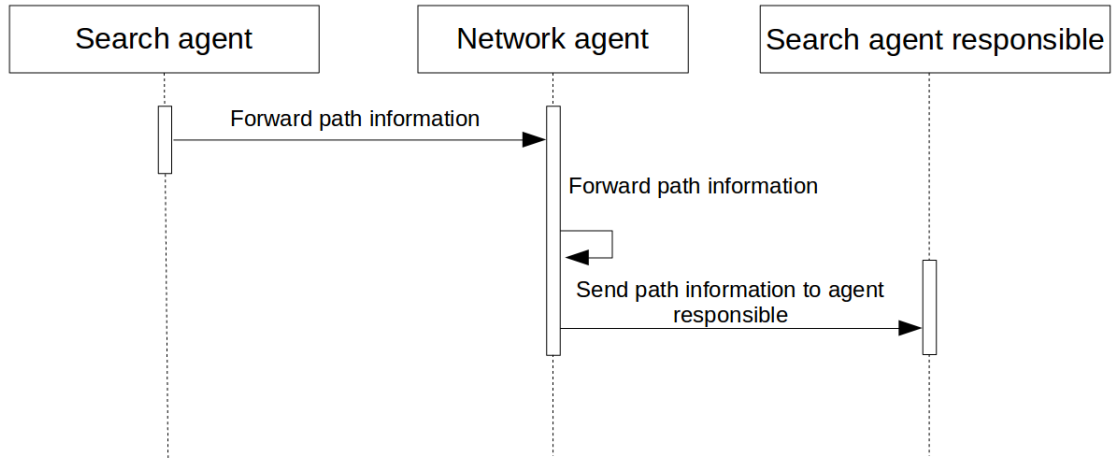 Search agent
Network agent
Search agent responsible
Forward path information
Forward path information
Send path information to agent
responsible